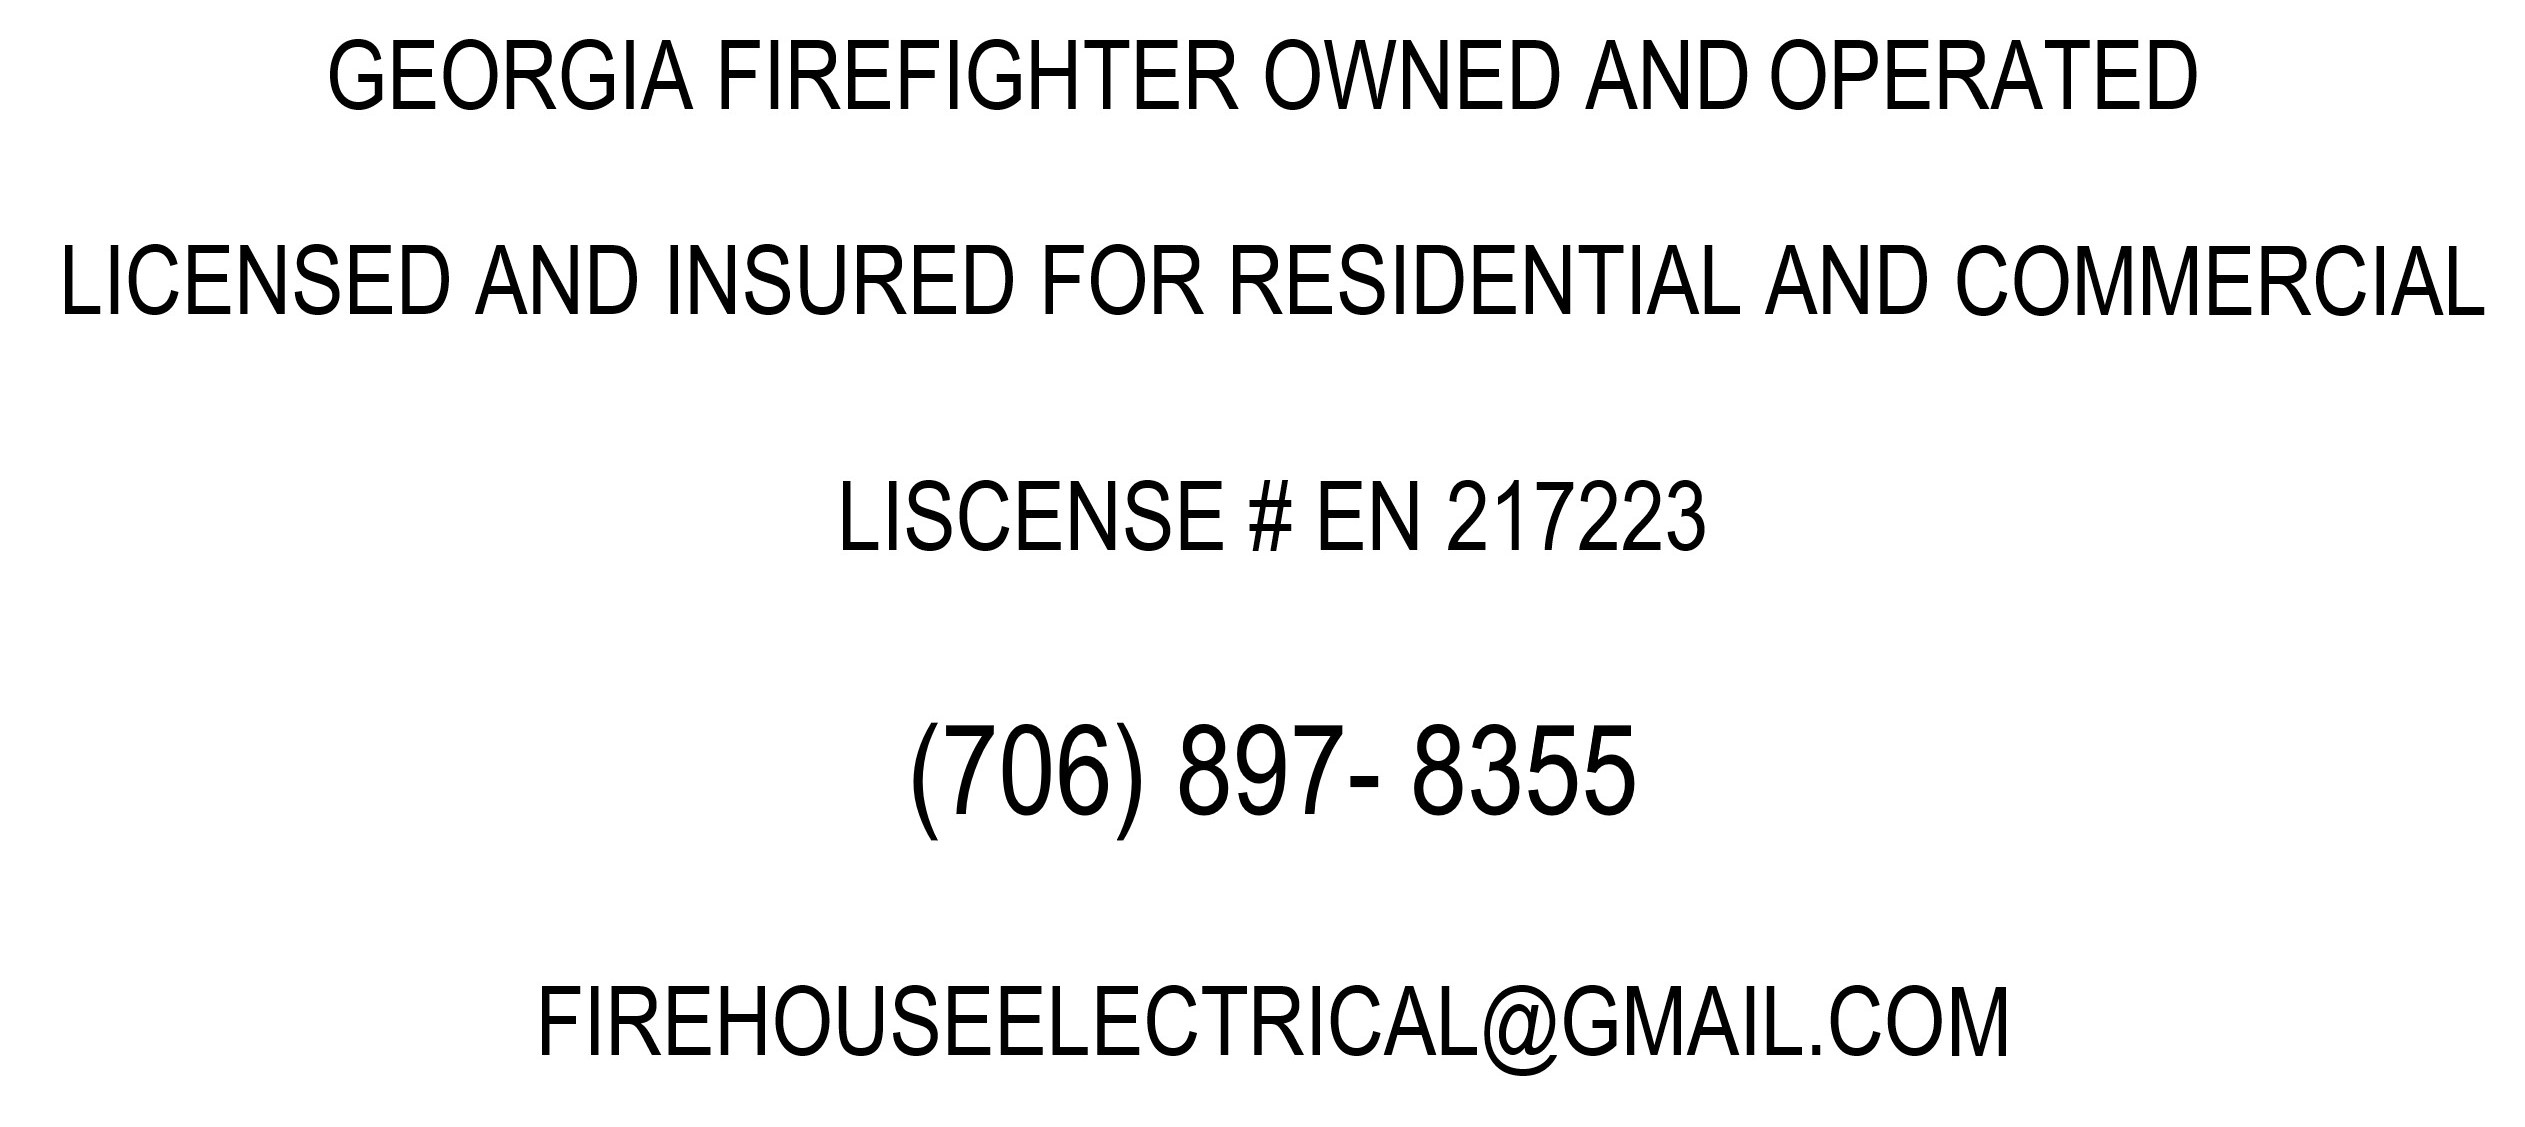 GEORGIA FIREFIGHTER OWNED AND OPERATED
LICENSED AND INSURED FOR RESIDENTIAL AND COMMERCIAL
LISCENSE # EN 217223
(706) 897- 8355
FIREHOUSEELECTRICAL@GMAIL.COM